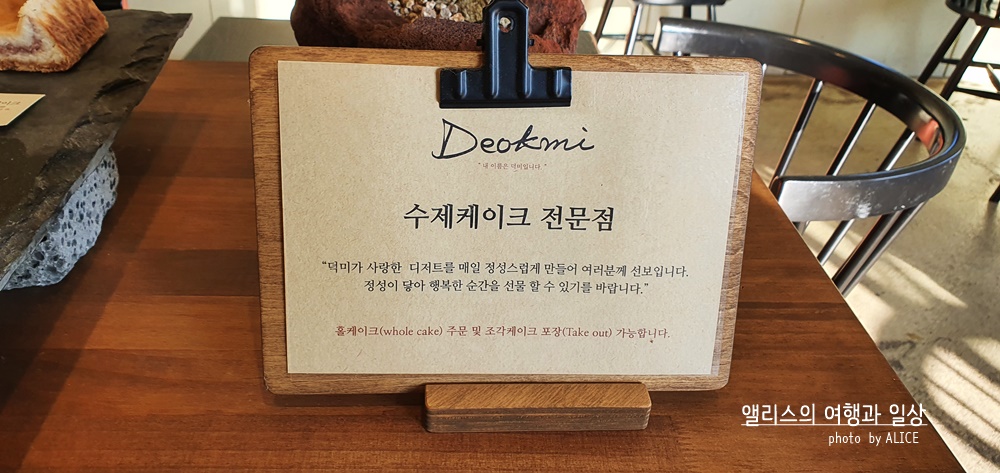 Deokmi
"내 이름은 덕미입니다."
수제케이크 전문점
“덕미가 사랑한 디저트를 매일 정성스럽게 만들어 여러분께 선보입니다.
정성이 닿아 행복한 순간을 선물 할 수 있기를 바랍니다.”
홀케이크(whole cake) 주문 및 조각케이크 포장(Take out) 가능합니다.
앨리스의 여행과 일상
photo by ALICE